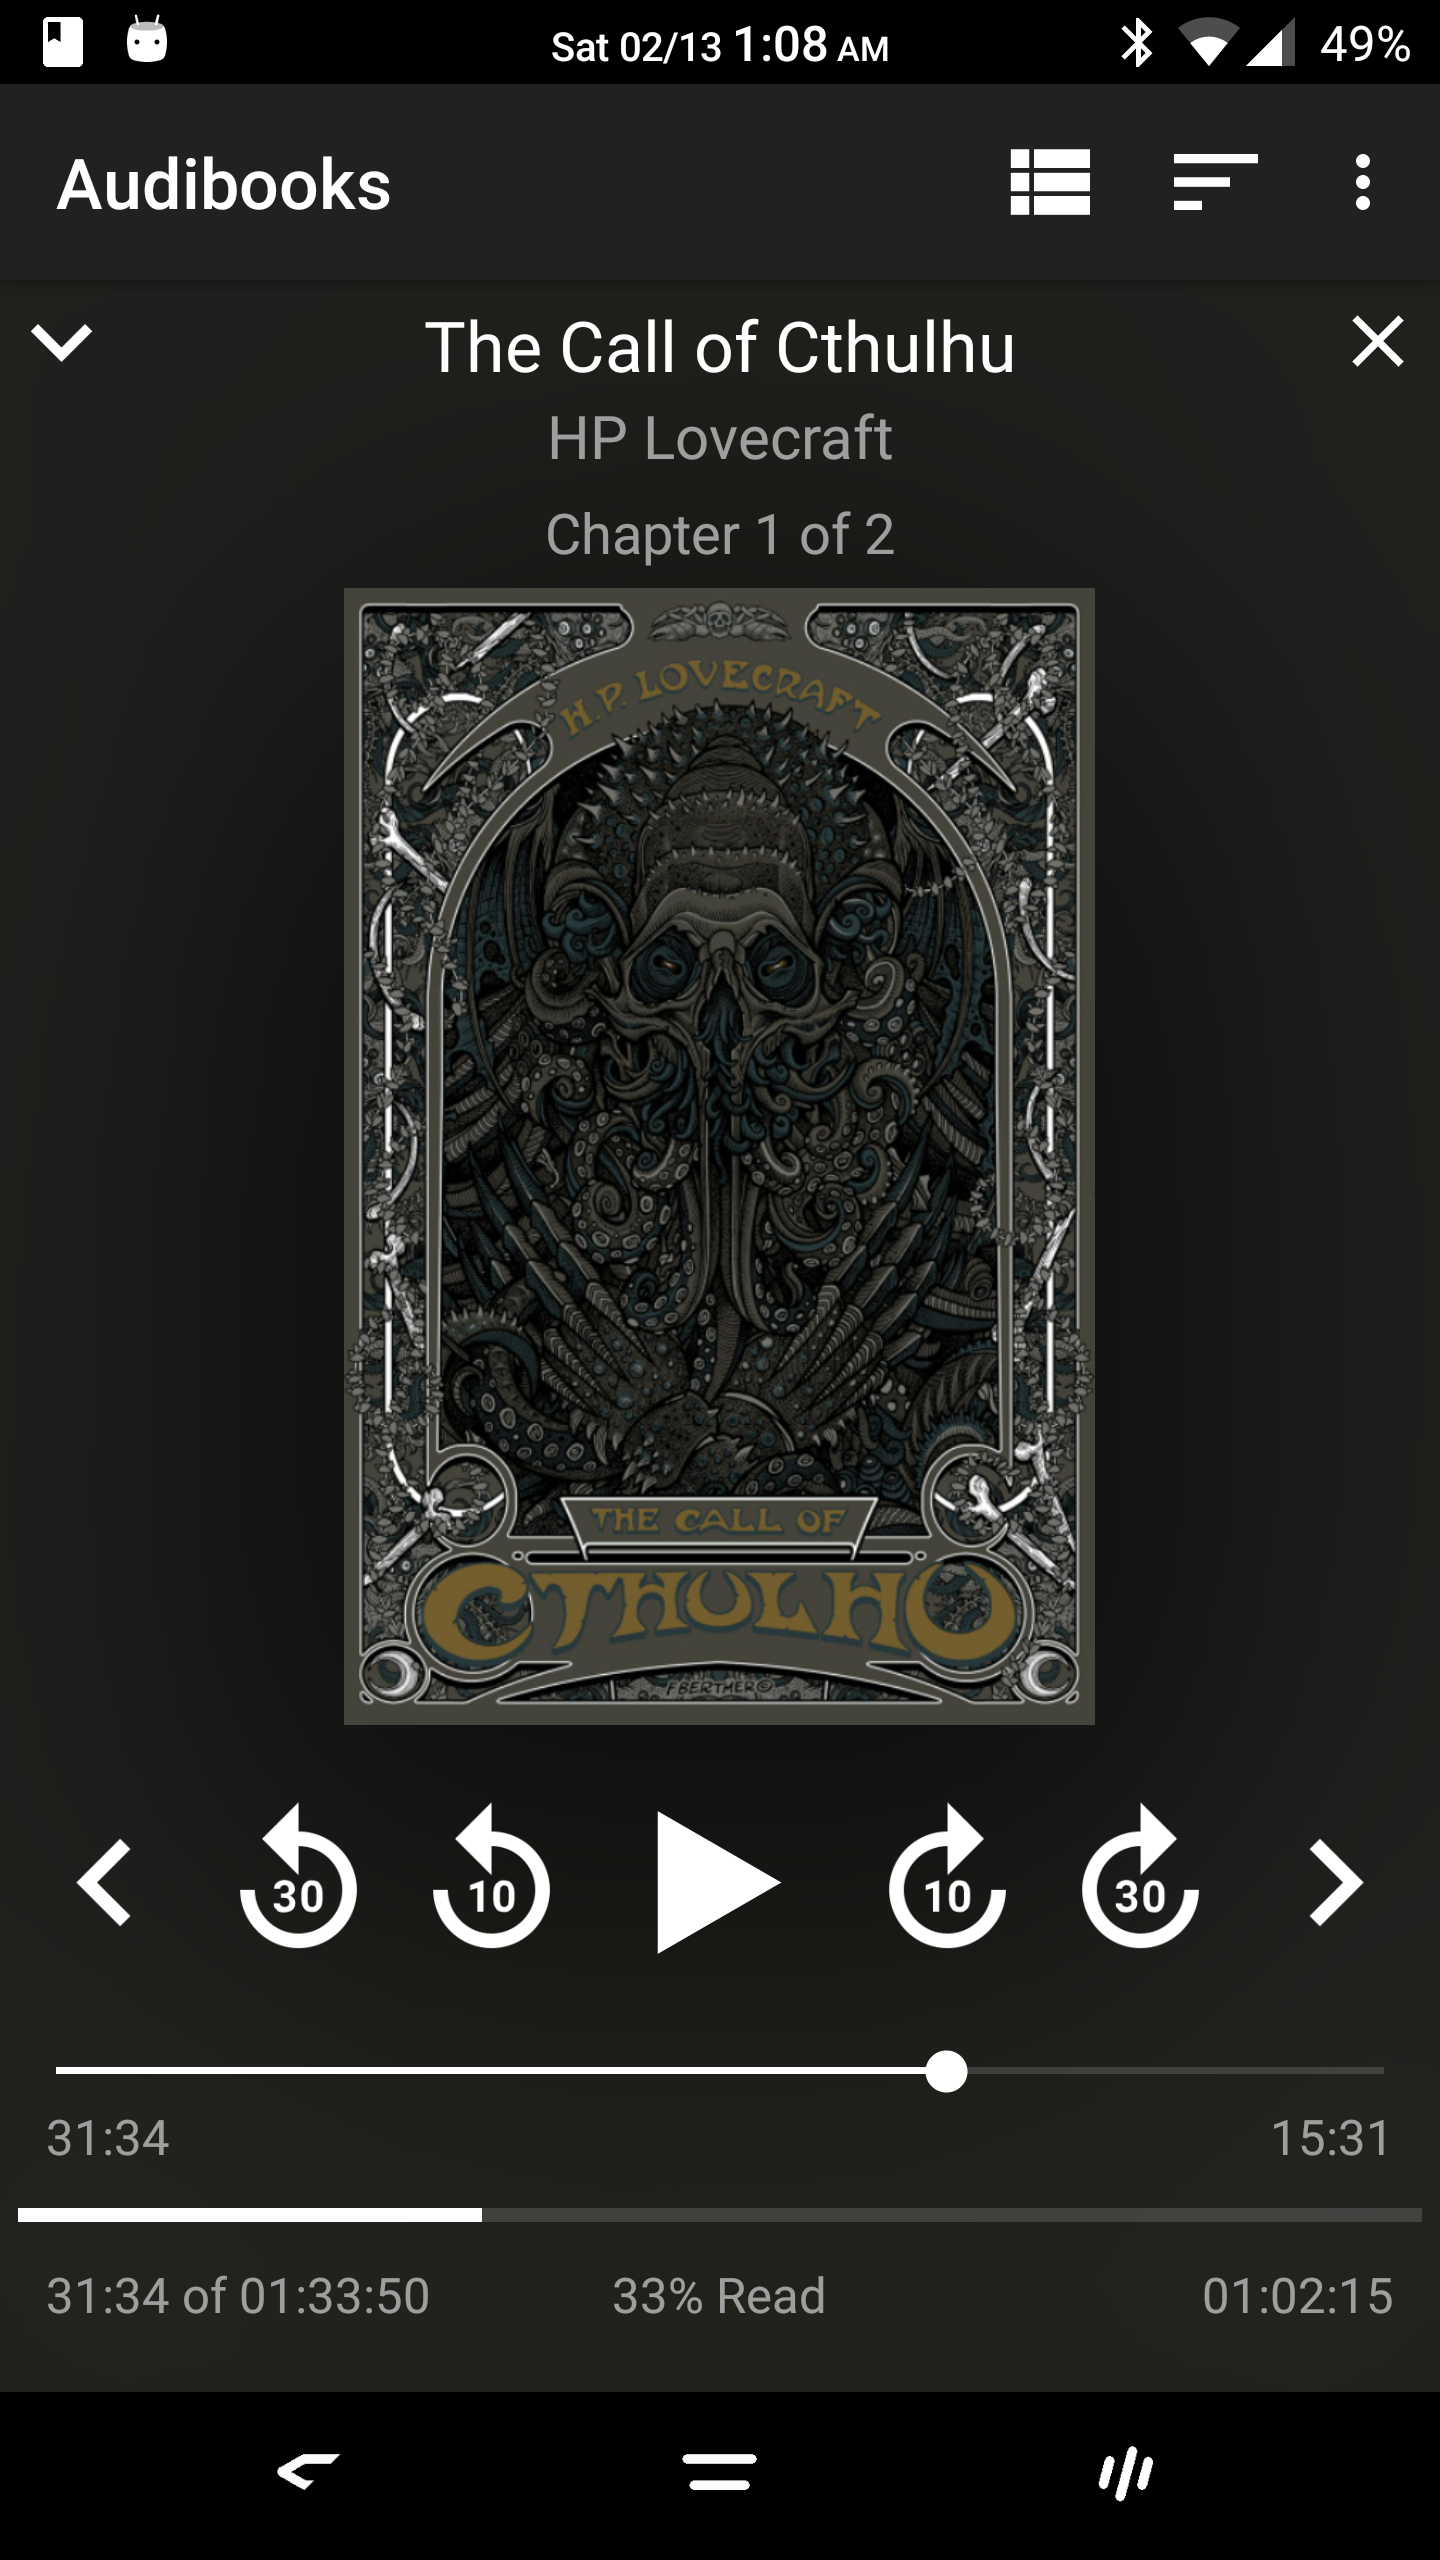 Sat 02/13 1:08 AM 49%
Audibooks
The Call of Cthulhu
HP Lovecraft
Chapter 1 of 2
H.P. LOVECRAFT
THE CALL OF
CTHULHU
FBERTHER©
30 10 10 30
31:34 15:31
31:34 of 01:33:50 33% Read 01:02:15